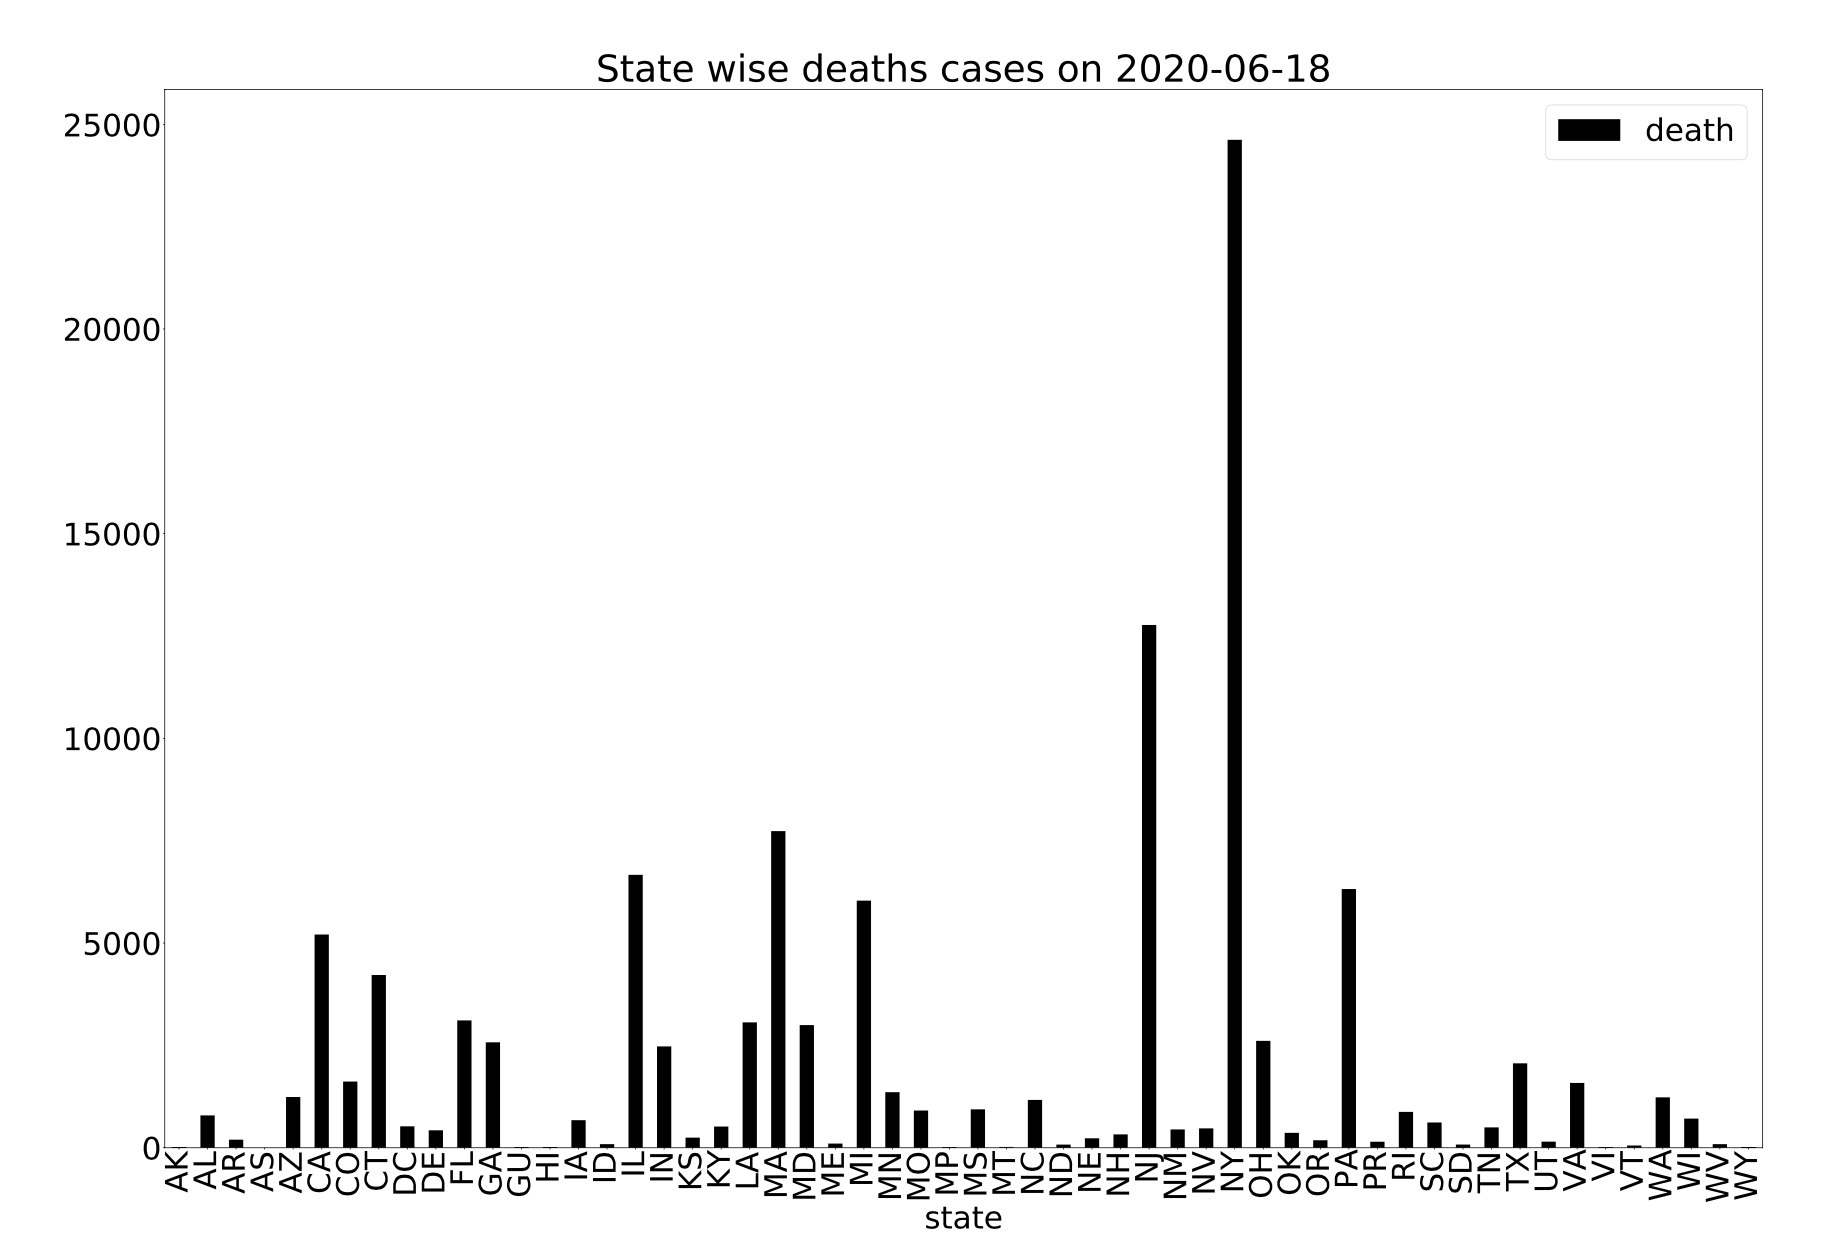 State wise deaths cases on 2020-06-18
death
25000
20000
15000
10000
5000
0
AK AL AR AS AZ CA CO CT DC DE FL GA GU HI IA ID IL IN KS KY LA MA MD ME MI MN MO MP MS MT NC ND NE NH NJ NM NV NY OH OK OR PA PR RI SC SD TN TX UT VA VI VT WA WI WV WY
state